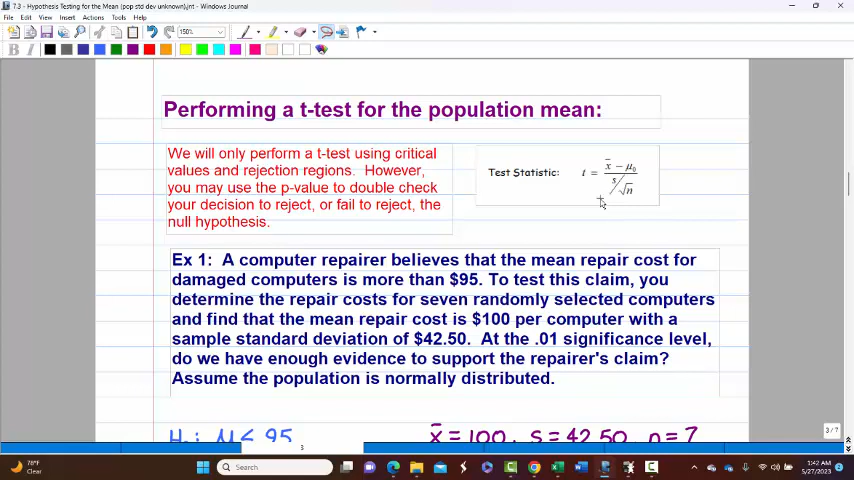 7.3 - Hypothesis Testing for the Mean (pop std dev unknown).jnt - Windows Journal
File Edit View Insert Actions Tools Help
150%
B I
Performing a t-test for the population mean:
We will only perform a t-test using critical
values and rejection regions. However,
you may use the p-value to double check
your decision to reject, or fail to reject, the
null hypothesis.
Test Statistic: t = (x̄ − μ₀) / (s/√n)
Ex 1: A computer repairer believes that the mean repair cost for
damaged computers is more than $95. To test this claim, you
determine the repair costs for seven randomly selected computers
and find that the mean repair cost is $100 per computer with a
sample standard deviation of $42.50. At the .01 significance level,
do we have enough evidence to support the repairer's claim?
Assume the population is normally distributed.
H₀: μ ≤ 95
x̄ = 100, s = 42.50, n = 7
3 / 7
3
78°F
Clear
Search
1:42 AM
5/27/2023